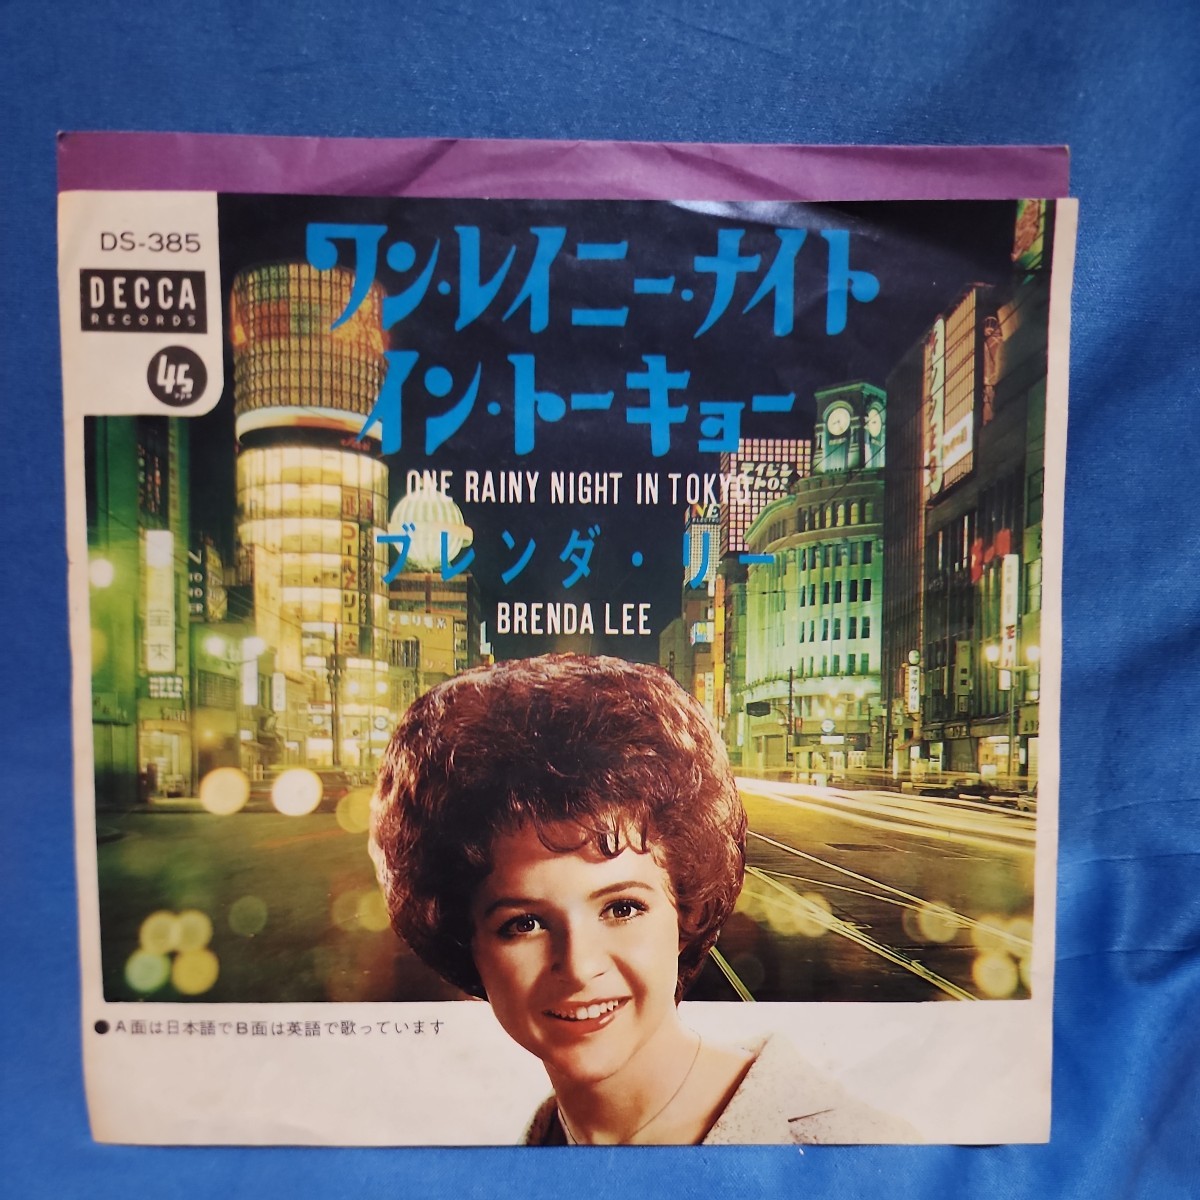 DS-385
DECCA
RECORDS
45
rpm
ワン・レイニー・ナイト
イン・トーキョー
ONE RAINY NIGHT IN TOKYO
ブレンダ・リー
BRENDA LEE
●A面は日本語でB面は英語で歌っています